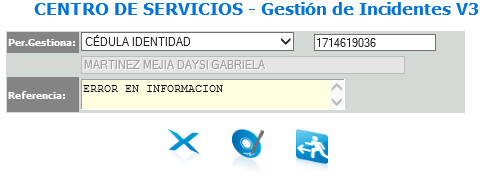 CENTRO DE SERVICIOS - Gestión de Incidentes V3
Per.Gestiona: CÉDULA IDENTIDAD 1714619036
MARTINEZ MEJIA DAYSI GABRIELA
Referencia: ERROR EN INFORMACION